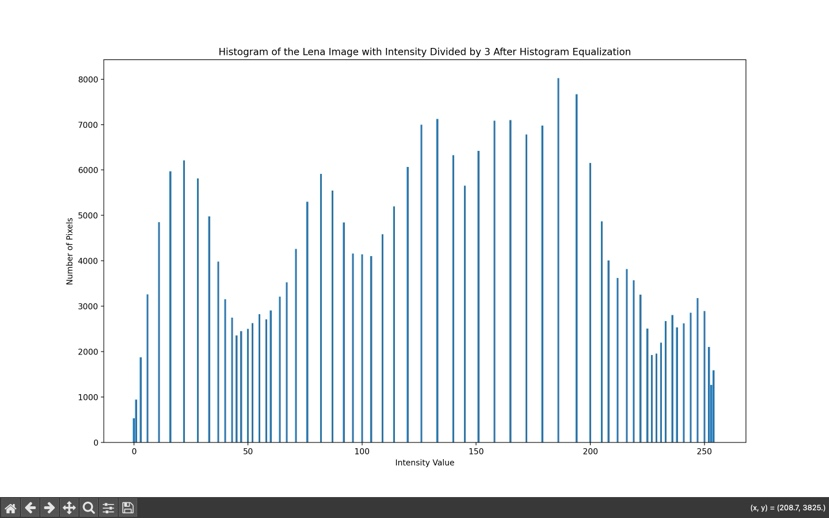 Histogram of the Lena Image with Intensity Divided by 3 After Histogram Equalization
8000
7000
6000
5000
4000
3000
2000
1000
0
Number of Pixels
0 50 100 150 200 250
Intensity Value
(x, y) = (208.7, 3825.)